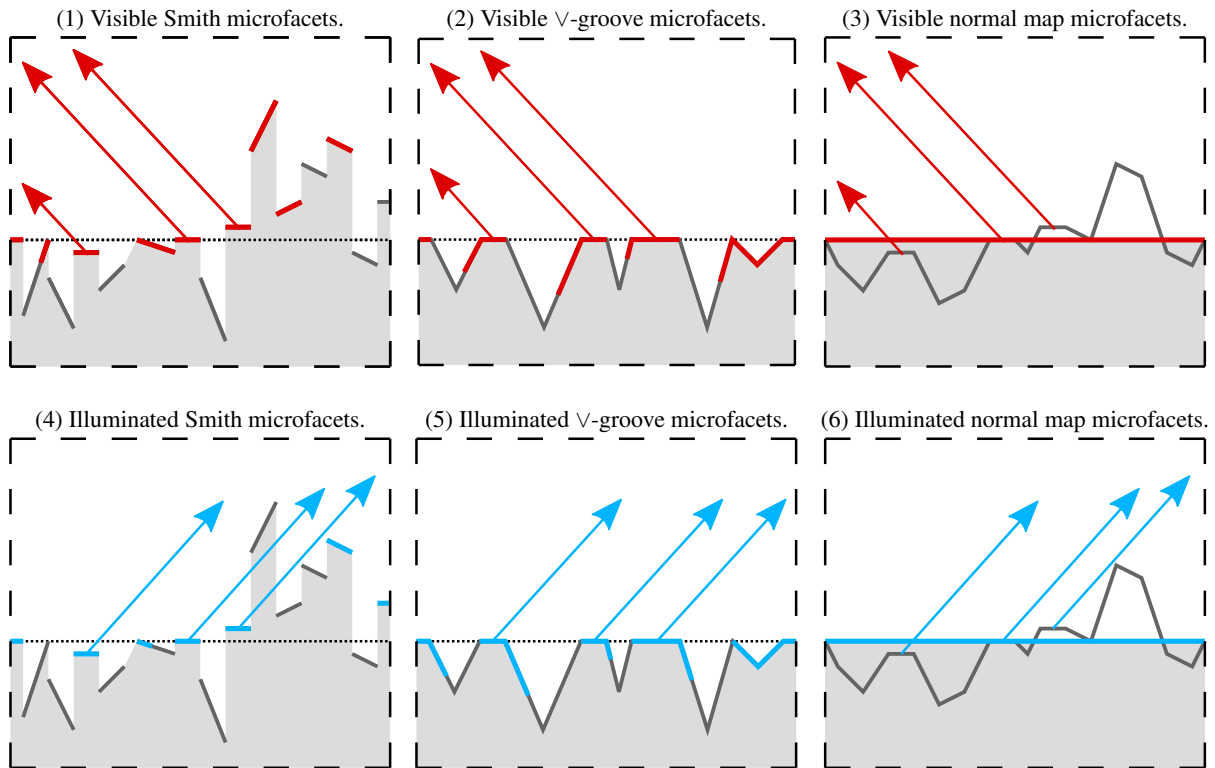 (1) Visible Smith microfacets.
(2) Visible ∨-groove microfacets.
(3) Visible normal map microfacets.
(4) Illuminated Smith microfacets.
(5) Illuminated ∨-groove microfacets.
(6) Illuminated normal map microfacets.